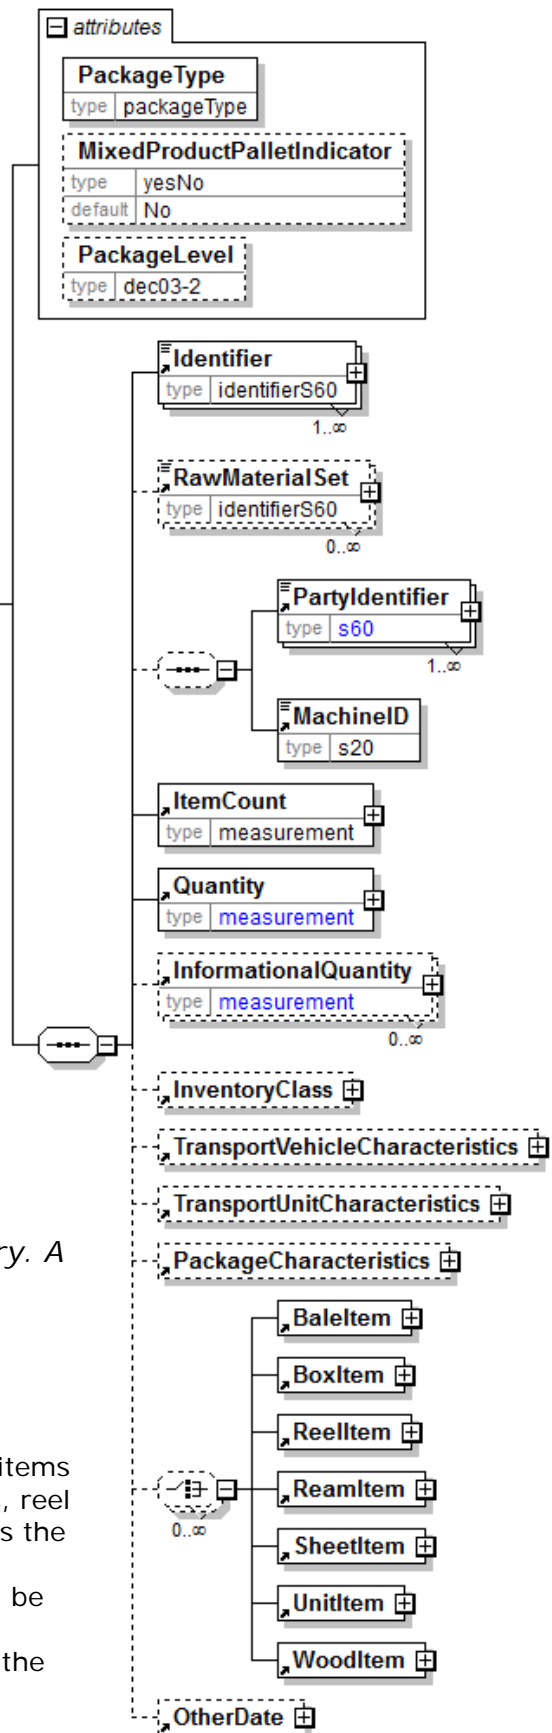 attributes
PackageType
type packageType
MixedProductPalletIndicator
type yesNo
default No
PackageLevel
type dec03-2
Identifier
type identifierS60
1..∞
RawMaterialSet
type identifierS60
0..∞
PartyIdentifier
type s60
1..∞
MachineID
type s20
ItemCount
type measurement
Quantity
type measurement
InformationalQuantity
type measurement
0..∞
InventoryClass
TransportVehicleCharacteristics
TransportUnitCharacteristics
ry. A
PackageCharacteristics
BaleItem
BoxItem
ReelItem
items
, reel
ReamItem
0..∞
s the
SheetItem
be
UnitItem
the
WoodItem
OtherDate